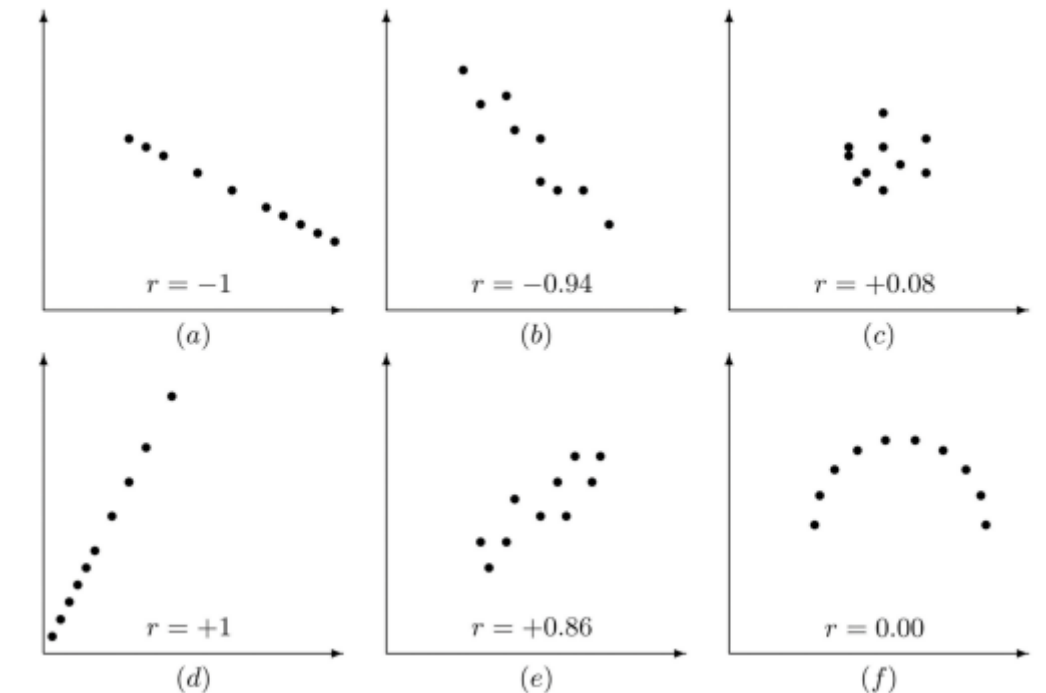 r = −1
r = −0.94
r = +0.08
(a)
(b)
(c)
r = +1
r = +0.86
r = 0.00
(d)
(e)
(f)